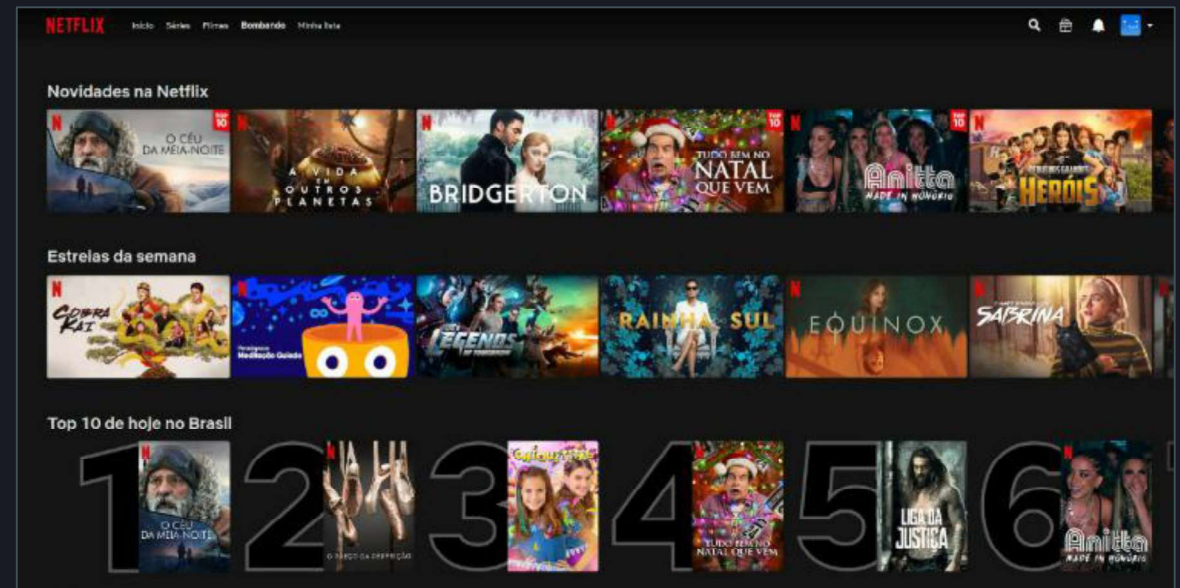 NETFLIX Início Séries Filmes Bombando Minha lista
Novidades na Netflix
N O CÉU DA MEIA-NOITE TOP 10
N A VIDA EM OUTROS PLANETAS
N BRIDGERTON
N TUDO BEM NO NATAL QUE VEM TOP 10
N Anitta MADE IN HONÓRIO TOP 10
N PEQUENOS GRANDES HERÓIS
Estrelas da semana
N COBRA KAI
N Meditação Guiada
LEGENDS OF TOMORROW
RAINHA SUL
N EQUINOX
N SABRINA
Top 10 de hoje no Brasil
1 N O CÉU DA MEIA-NOITE
2 N O PREÇO DA PERFEIÇÃO
3
4 N TUDO BEM NO NATAL QUE VEM
5 LIGA DA JUSTIÇA
6 N Anitta MADE IN HONÓRIO